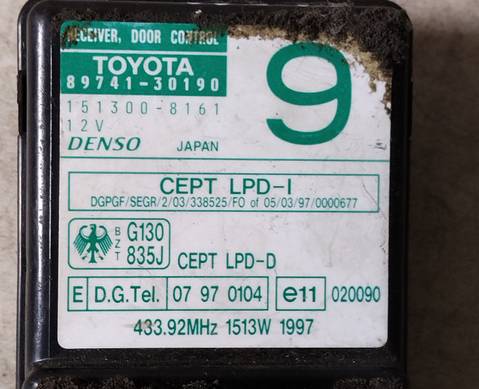 RECEIVER, DOOR CONTROL
TOYOTA
89741-30190
9
151300-8161
12V
DENSO JAPAN
CEPT LPD-I
DGPGF/SEGR/2/03/338525/FO of 05/03/97/0000677
BZT G130 835J
CEPT LPD-D
E D.G.Tel. 07 97 0104 e11 020090
433.92MHz 1513W 1997